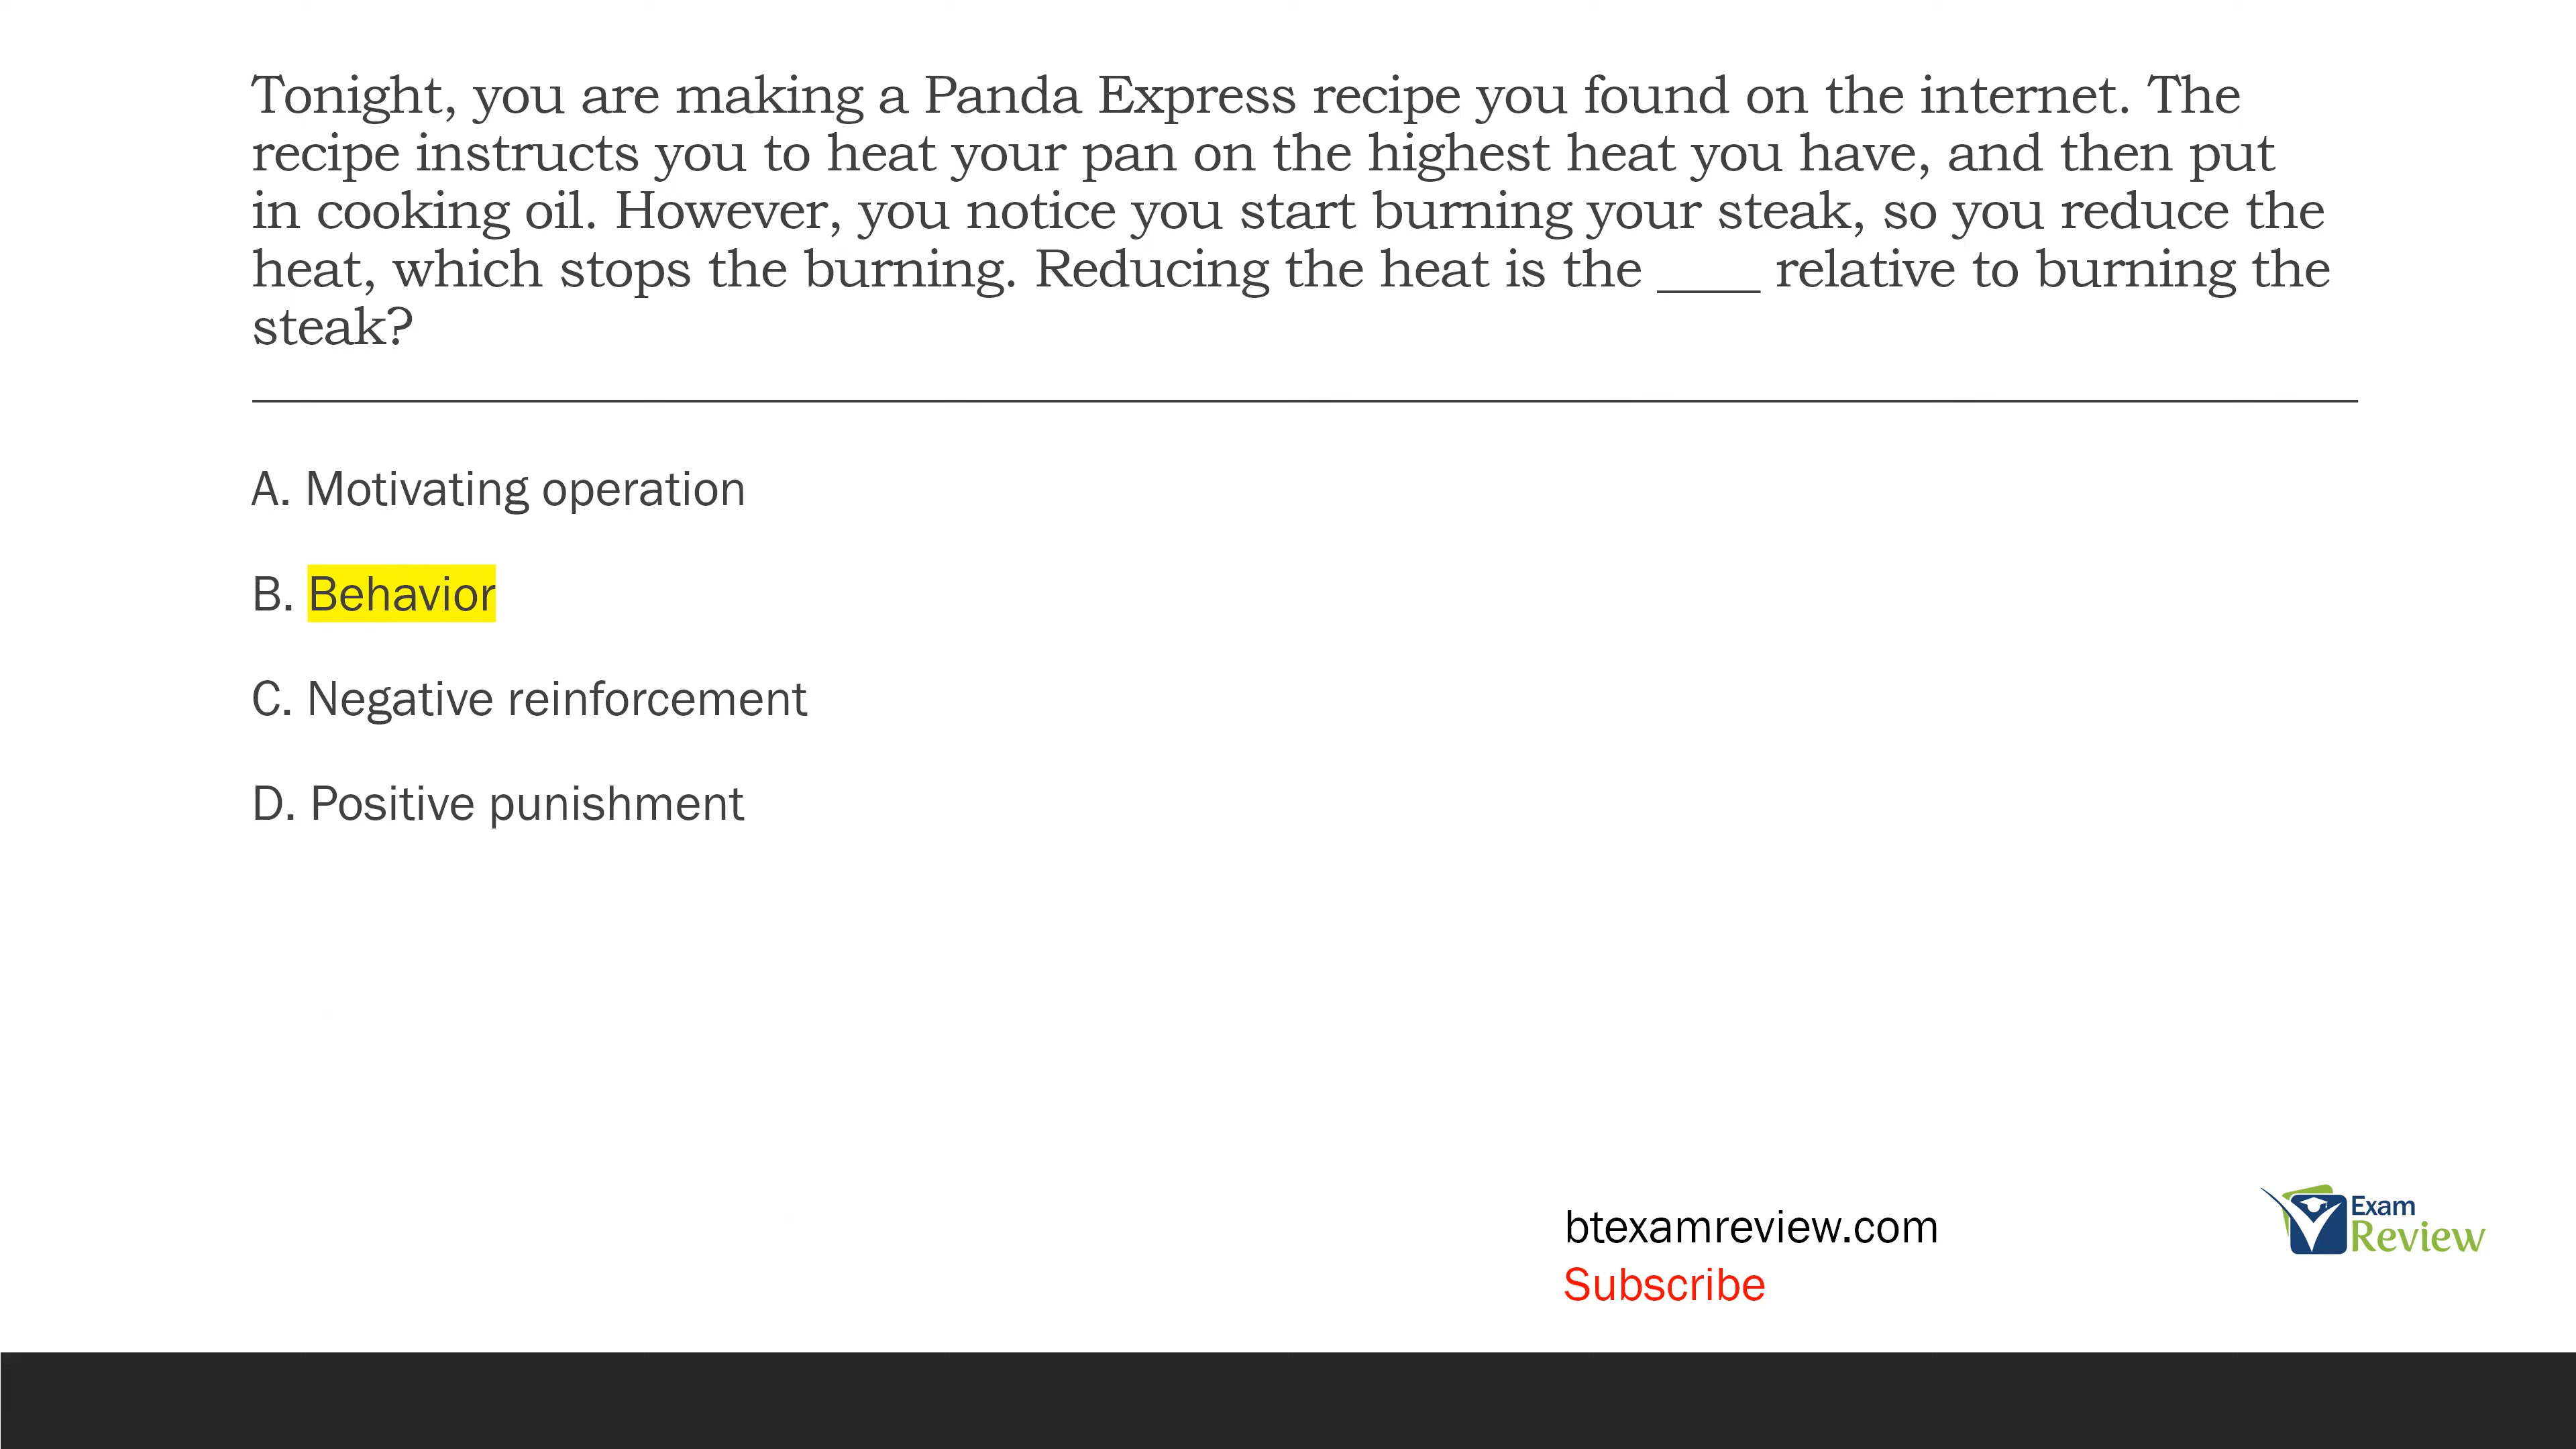 Tonight, you are making a Panda Express recipe you found on the internet. The
recipe instructs you to heat your pan on the highest heat you have, and then put
in cooking oil. However, you notice you start burning your steak, so you reduce the
heat, which stops the burning. Reducing the heat is the ____ relative to burning the
steak?
A. Motivating operation
B. Behavior
C. Negative reinforcement
D. Positive punishment
btexamreview.com
Subscribe
Exam
Review